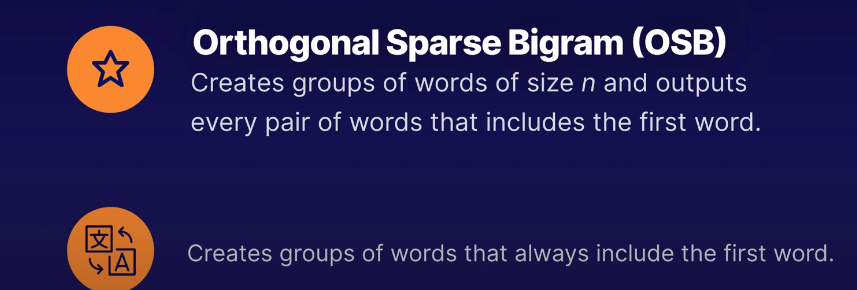 Orthogonal Sparse Bigram (OSB)
Creates groups of words of size n and outputs
every pair of words that includes the first word.
文
A
Creates groups of words that always include the first word.